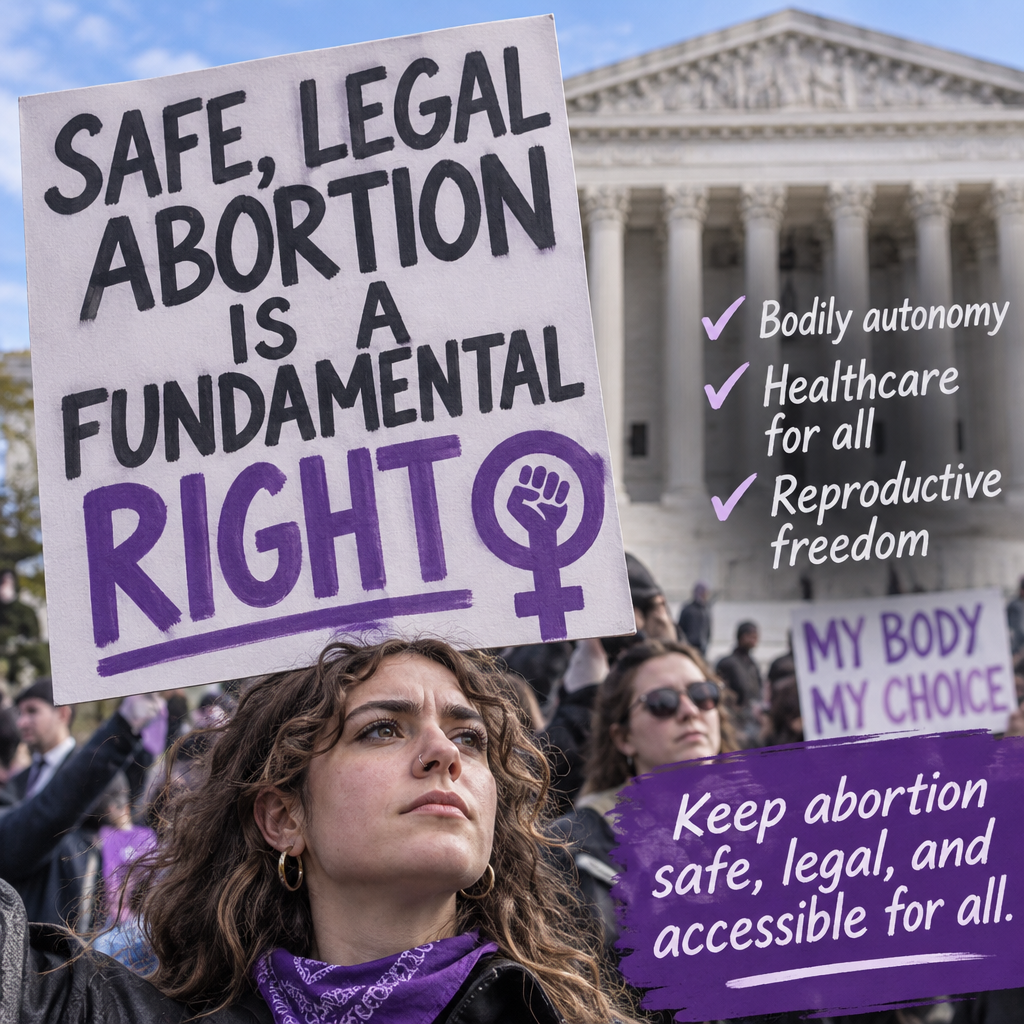 SAFE, LEGAL
ABORTION
IS A
FUNDAMENTAL
RIGHT
Bodily autonomy
Healthcare
for all
Reproductive
freedom
MY BODY
MY CHOICE
Keep abortion
safe, legal, and
accessible for all.